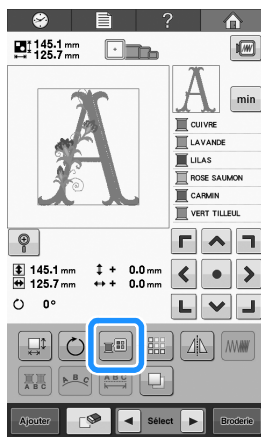 ?
145.1 mm
125.7 mm
min
CUIVRE
LAVANDE
LILAS
ROSE SAUMON
CARMIN
VERT TILLEUL
145.1 mm + 0.0 mm
125.7 mm + 0.0 mm
0°
A B C
A B C
A B C
Ajouter Sélect Broderie